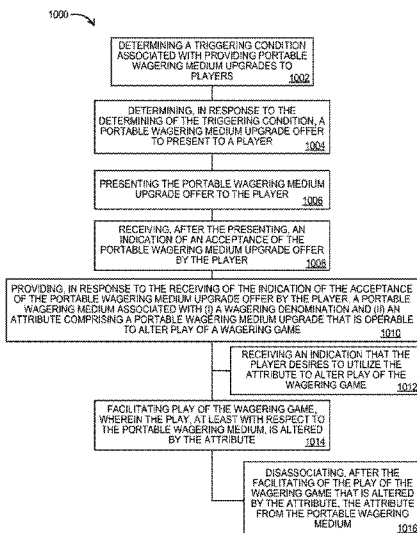 1000
DETERMINING A TRIGGERING CONDITION
ASSOCIATED WITH PROVIDING PORTABLE
WAGERING MEDIUM UPGRADES TO
PLAYERS 1002
DETERMINING, IN RESPONSE TO THE
DETERMINING OF THE TRIGGERING CONDITION, A
PORTABLE WAGERING MEDIUM UPGRADE OFFER
TO PRESENT TO A PLAYER 1004
PRESENTING THE PORTABLE WAGERING MEDIUM
UPGRADE OFFER TO THE PLAYER
1006
RECEIVING, AFTER THE PRESENTING, AN
INDICATION OF AN ACCEPTANCE OF THE
PORTABLE WAGERING MEDIUM UPGRADE OFFER
BY THE PLAYER 1008
PROVIDING, IN RESPONSE TO THE RECEIVING OF THE INDICATION OF THE ACCEPTANCE
OF THE PORTABLE WAGERING MEDIUM UPGRADE OFFER BY THE PLAYER, A PORTABLE
WAGERING MEDIUM ASSOCIATED WITH (i) A WAGERING DENOMINATION AND (ii) AN
ATTRIBUTE COMPRISING A PORTABLE WAGERING MEDIUM UPGRADE THAT IS OPERABLE
TO ALTER PLAY OF A WAGERING GAME 1010
RECEIVING AN INDICATION THAT THE
PLAYER DESIRES TO UTILIZE THE
ATTRIBUTE TO ALTER PLAY OF THE
WAGERING GAME 1012
FACILITATING PLAY OF THE WAGERING GAME,
WHEREIN THE PLAY, AT LEAST WITH RESPECT TO
THE PORTABLE WAGERING MEDIUM, IS ALTERED
BY THE ATTRIBUTE 1014
DISASSOCIATING, AFTER THE
FACILITATING OF THE PLAY OF THE
WAGERING GAME THAT IS ALTERED BY
THE ATTRIBUTE, THE ATTRIBUTE
FROM THE PORTABLE WAGERING
MEDIUM 1016